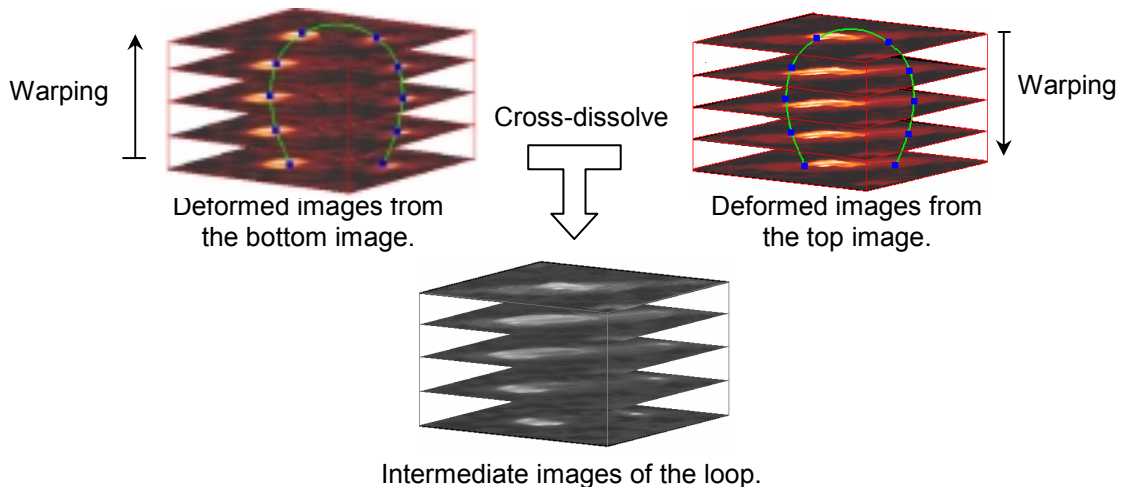 Warping
Cross-dissolve
Warping
Deformed images from
the bottom image.
Deformed images from
the top image.
Intermediate images of the loop.